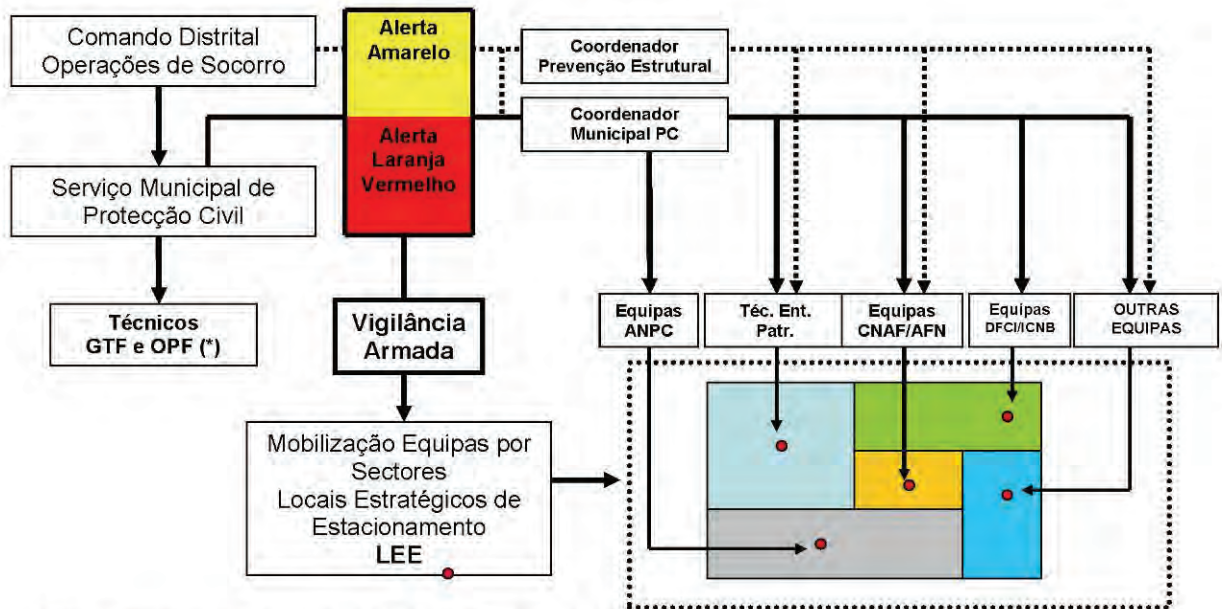 Comando Distrital
Operações de Socorro
Alerta
Amarelo
Coordenador
Prevenção Estrutural
Alerta
Laranja
Vermelho
Coordenador
Municipal PC
Serviço Municipal de
Protecção Civil
Técnicos
GTF e OPF (*)
Vigilância
Armada
Equipas
ANPC
Téc. Ent.
Patr.
Equipas
CNAF/AFN
Equipas
DFCI/ICNB
OUTRAS
EQUIPAS
Mobilização Equipas por
Sectores
Locais Estratégicos de
Estacionamento
LEE